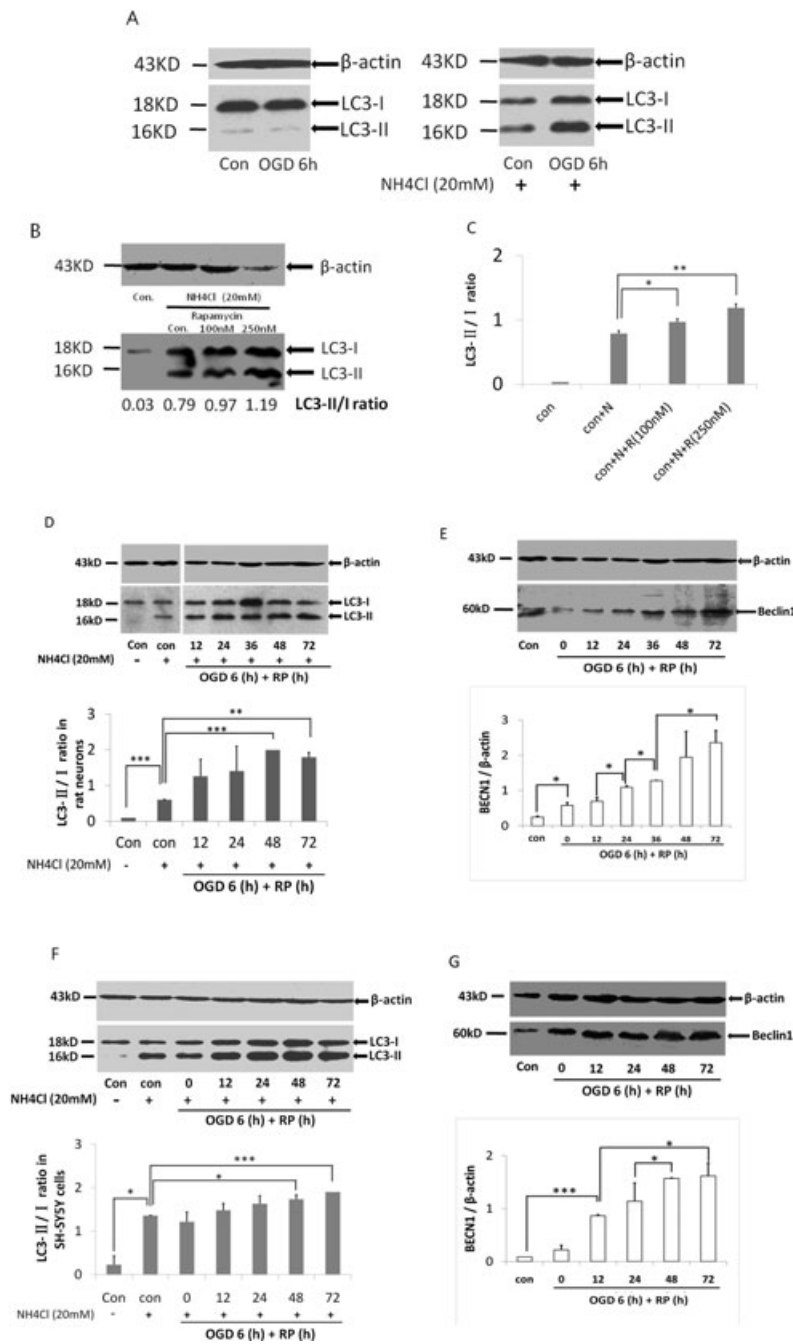 A
43KD β-actin
18KD LC3-I
16KD LC3-II
Con OGD 6h
43KD β-actin
18KD LC3-I
16KD LC3-II
Con OGD 6h
NH4Cl (20mM) + +
B
43KD β-actin
Con. NH4Cl (20mM)
Rapamycin
Con. 100nM 250nM
18KD LC3-I
16KD LC3-II
0.03 0.79 0.97 1.19 LC3-II/I ratio
C
LC3-II/I ratio
2
1
0
* **
con con+N con+N+R(100nM) con+N+R(250nM)
D
43kD β-actin
18kD LC3-I
16kD LC3-II
Con con 12 24 36 48 72
NH4Cl (20mM) - + + + + + +
OGD 6 (h) + RP (h)
LC3-II/I ratio in
rat neurons
3
2
1
0
*** *** **
Con con 12 24 48 72
NH4Cl (20mM) - + + + + +
OGD 6 (h) + RP (h)
E
43kD β-actin
60kD Beclin1
Con 0 12 24 36 48 72
OGD 6 (h) + RP (h)
BECN1/β-actin
3
2
1
0
* * * *
con 0 12 24 36 48 72
OGD 6 (h) + RP (h)
F
43kD β-actin
18kD LC3-I
16kD LC3-II
Con con 0 12 24 48 72
NH4Cl (20mM) - + + + + + +
OGD 6 (h) + RP (h)
LC3-II/I ratio in
SH-SY5Y cells
3
2
1
0
* * ***
Con con 0 12 24 48 72
NH4Cl (20mM) - + + + + + +
OGD 6 (h) + RP (h)
G
43kD β-actin
60kD Beclin1
Con 0 12 24 48 72
OGD 6 (h) + RP (h)
BECN1/β-actin
2
1
0
*** * *
con 0 12 24 48 72
OGD 6 (h) + RP (h)